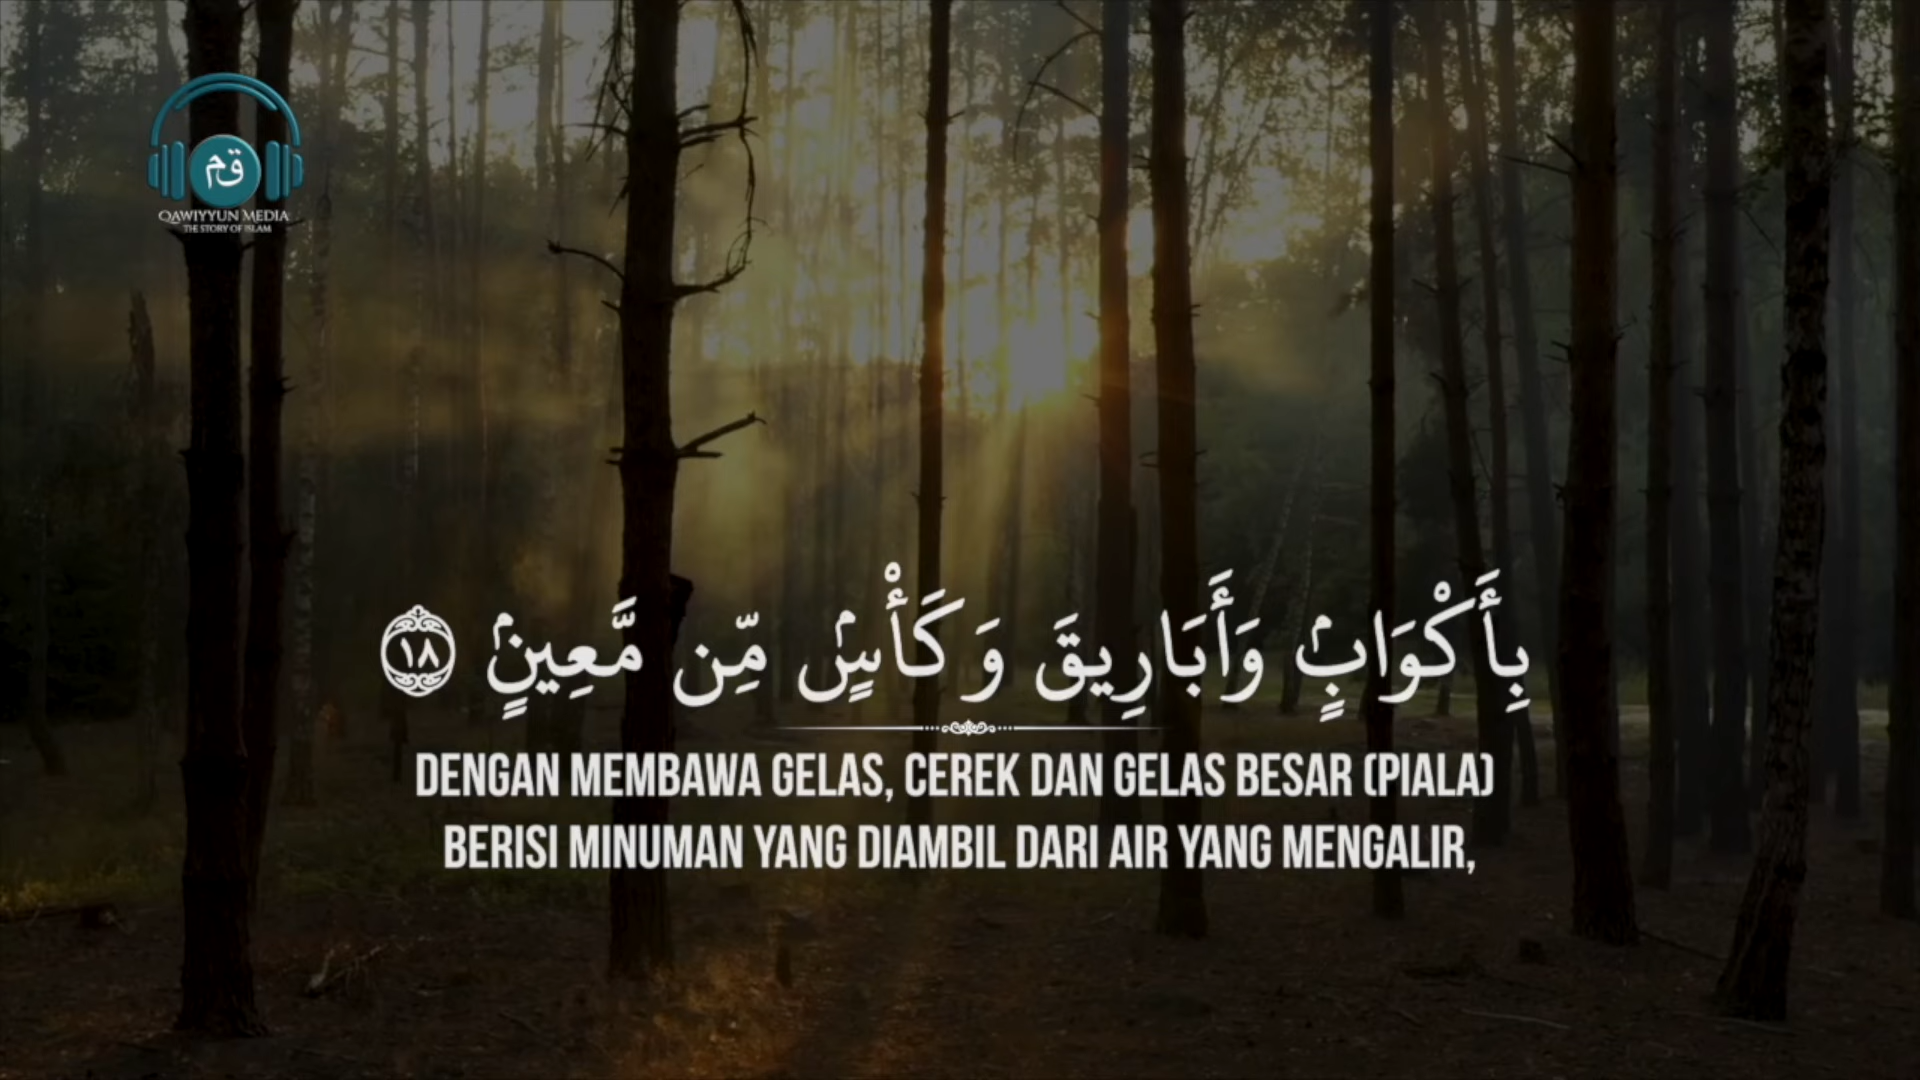 قم
QAWIYYUN MEDIA
THE STORY OF ISLAM
بِأَكْوَابٍۢ وَأَبَارِيقَ وَكَأْسٍۢ مِّن مَّعِينٍۢ ١٨
DENGAN MEMBAWA GELAS, CEREK DAN GELAS BESAR (PIALA)
BERISI MINUMAN YANG DIAMBIL DARI AIR YANG MENGALIR,